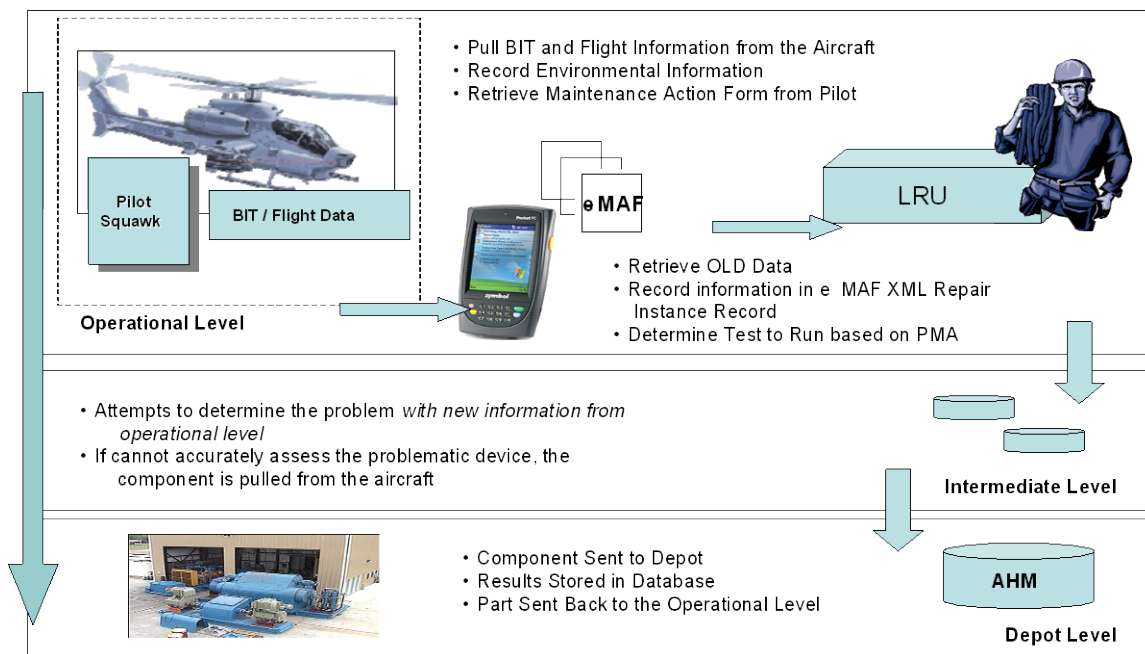 • Pull BIT and Flight Information from the Aircraft
• Record Environmental Information
• Retrieve Maintenance Action Form from Pilot
Pilot
Squawk
BIT / Flight Data
Operational Level
Pocket PC
symbol
e MAF
LRU
• Retrieve OLD Data
• Record information in e MAF XML Repair
Instance Record
• Determine Test to Run based on PMA
• Attempts to determine the problem with new information from
operational level
• If cannot accurately assess the problematic device, the
component is pulled from the aircraft
Intermediate Level
• Component Sent to Depot
• Results Stored in Database
• Part Sent Back to the Operational Level
AHM
Depot Level